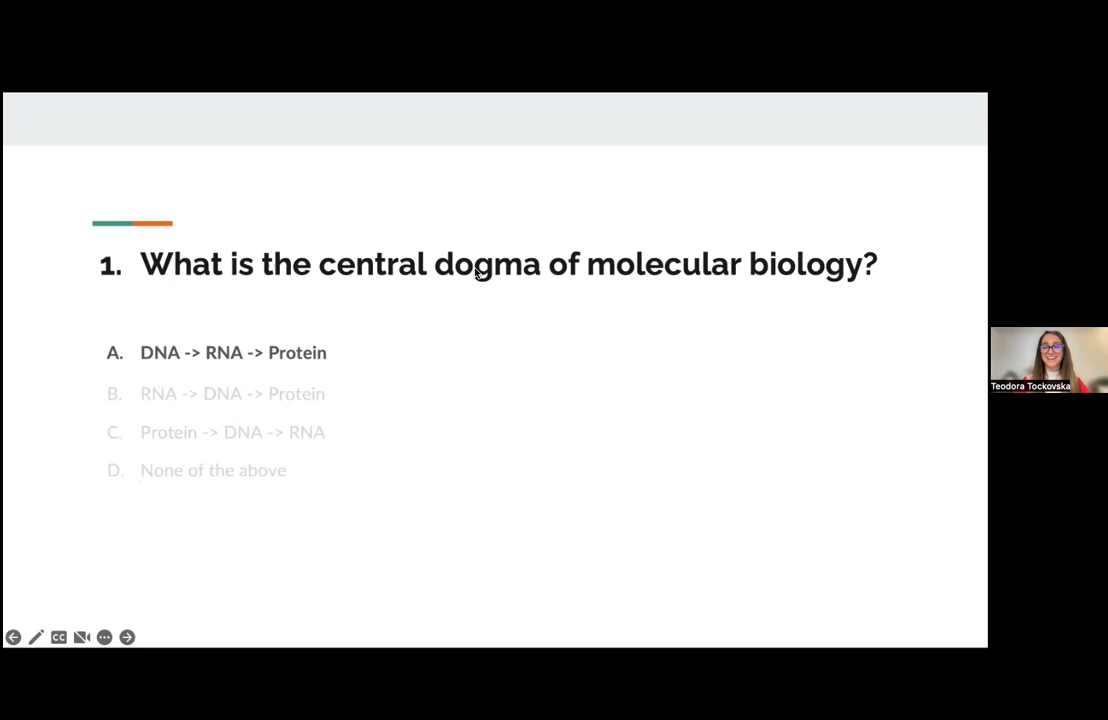 1. What is the central dogma of molecular biology?
A. DNA -> RNA -> Protein
B. RNA -> DNA -> Protein
C. Protein -> DNA -> RNA
D. None of the above
Teodora Tockovska
CC